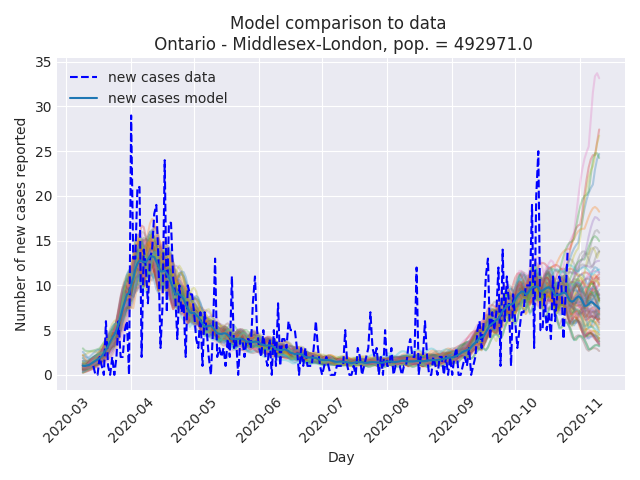 Model comparison to data
Ontario - Middlesex-London, pop. = 492971.0
35
30
25
20
15
10
5
0
Number of new cases reported
new cases data
new cases model
2020-03
2020-04
2020-05
2020-06
2020-07
2020-08
2020-09
2020-10
2020-11
Day